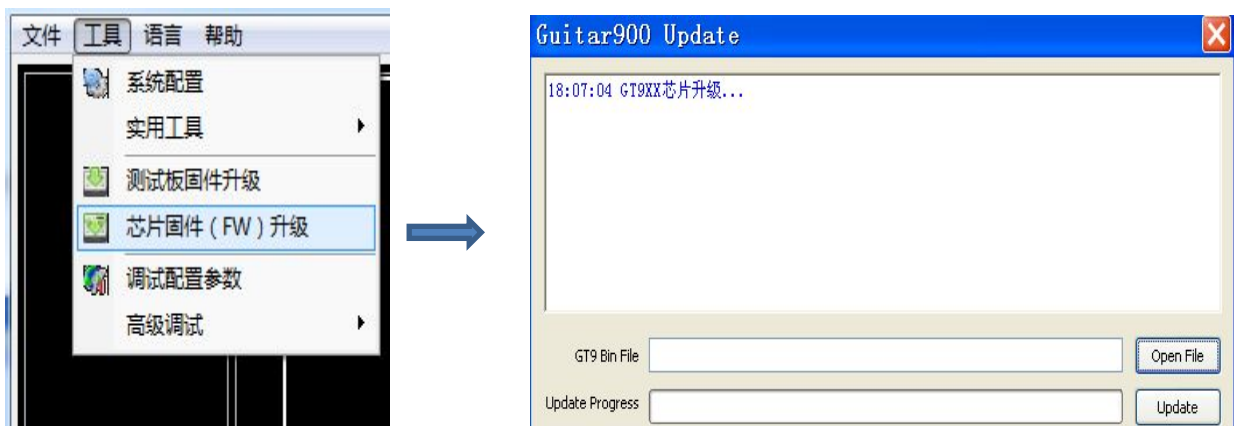 文件 工具 语言 帮助
系统配置
实用工具
测试板固件升级
芯片固件（FW）升级
调试配置参数
高级调试
Guitar900 Update
18:07:04 GT9XX芯片升级...
GT9 Bin File
Open File
Update Progress
Update